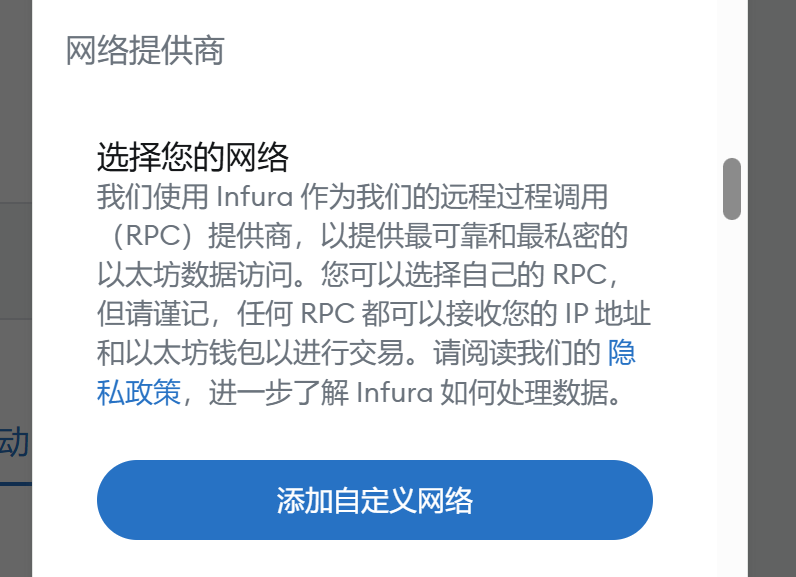 网络提供商
选择您的网络
我们使用 Infura 作为我们的远程过程调用
（RPC）提供商，以提供最可靠和最私密的
以太坊数据访问。您可以选择自己的 RPC，
但请谨记，任何 RPC 都可以接收您的 IP 地址
和以太坊钱包以进行交易。请阅读我们的 隐
私政策，进一步了解 Infura 如何处理数据。
动
添加自定义网络